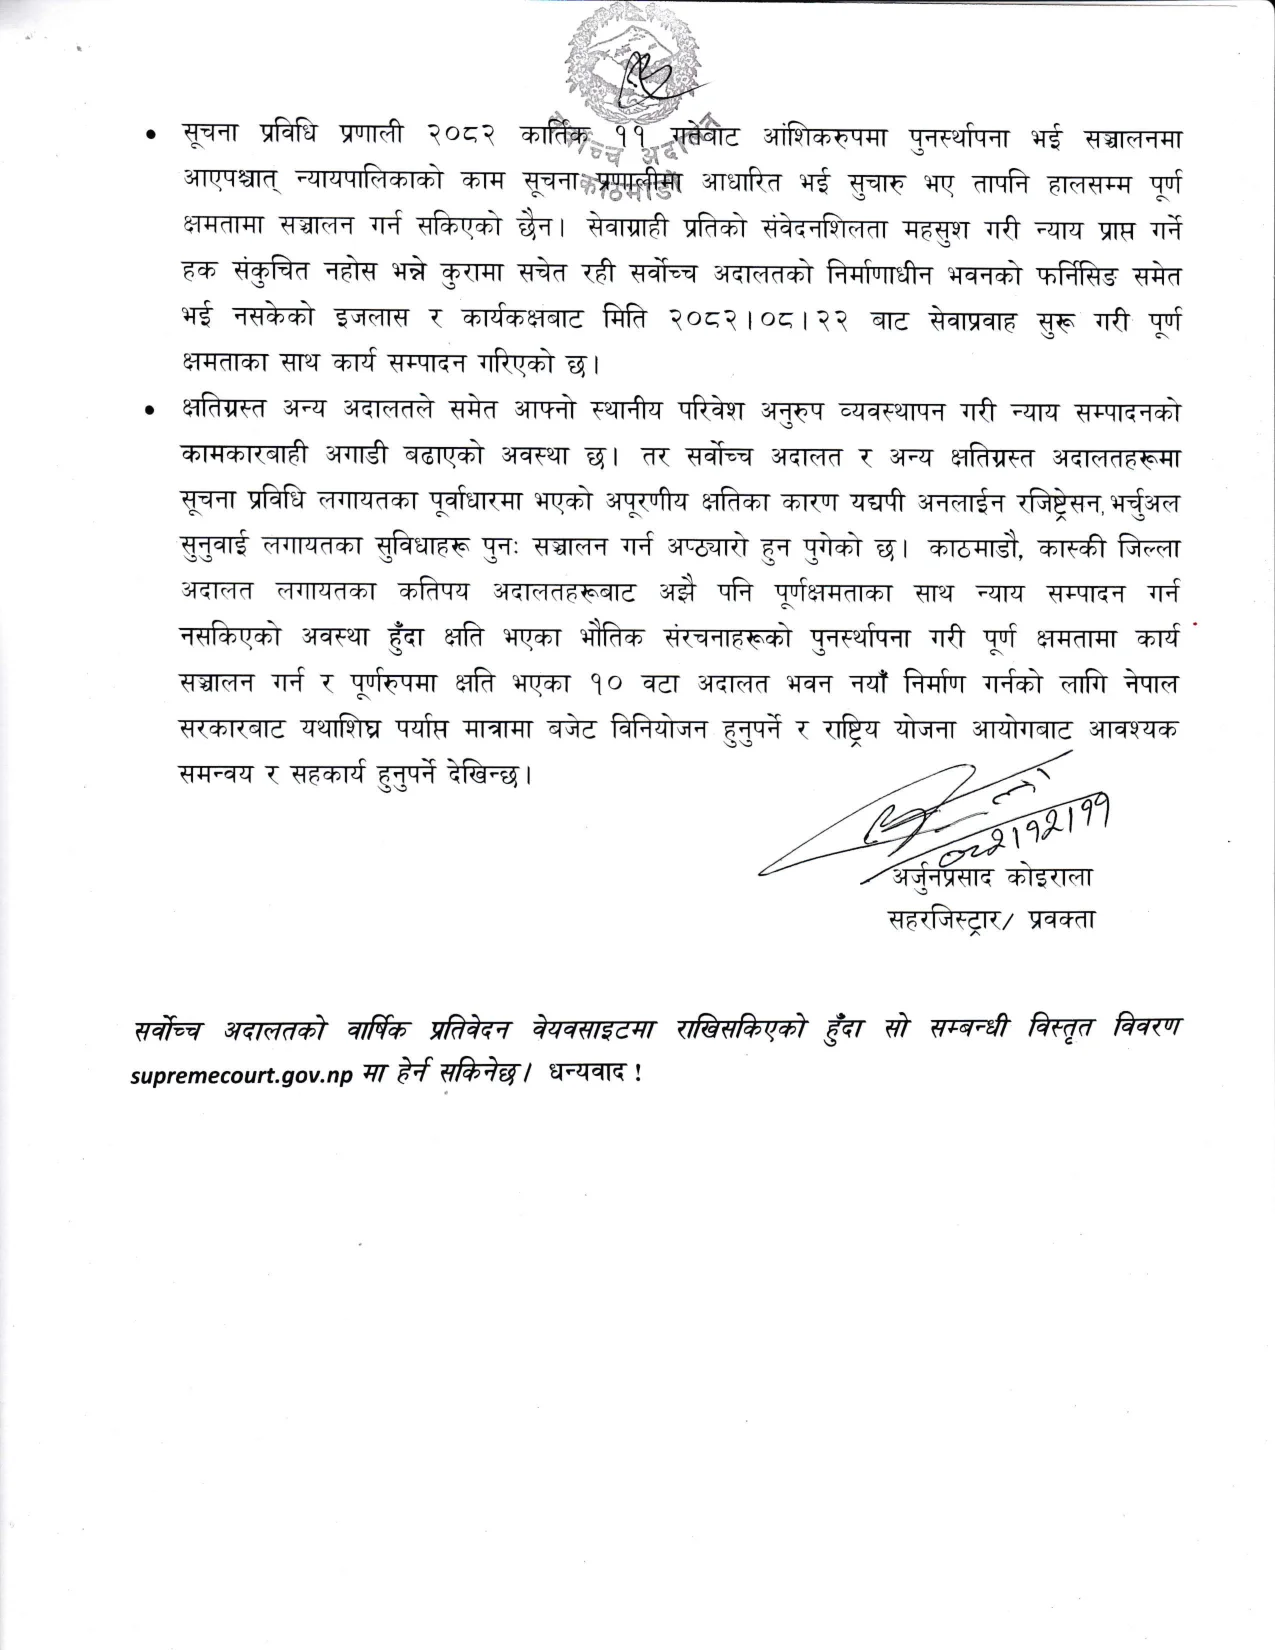 सर्वोच्च अदालत
काठमाडौं
• सूचना प्रविधि प्रणाली २०८२ कार्तिक ११ गतेबाट आंशिकरुपमा पुनर्स्थापना भई सञ्चालनमा
आएपश्चात् न्यायपालिकाको काम सूचना प्रणालीमा आधारित भई सुचारु भए तापनि हालसम्म पूर्ण
क्षमतामा सञ्चालन गर्न सकिएको छैन। सेवाग्राही प्रतिको संवेदनशिलता महसुश गरी न्याय प्राप्त गर्ने
हक संकुचित नहोस भन्ने कुरामा सचेत रही सर्वोच्च अदालतको निर्माणाधीन भवनको फर्निसिङ समेत
भई नसकेको इजलास र कार्यकक्षबाट मिति २०८२।०८।२२ बाट सेवाप्रवाह सुरू गरी पूर्ण
क्षमताका साथ कार्य सम्पादन गरिएको छ।
• क्षतिग्रस्त अन्य अदालतले समेत आफ्नो स्थानीय परिवेश अनुरुप व्यवस्थापन गरी न्याय सम्पादनको
कामकारबाही अगाडी बढाएको अवस्था छ। तर सर्वोच्च अदालत र अन्य क्षतिग्रस्त अदालतहरूमा
सूचना प्रविधि लगायतका पूर्वाधारमा भएको अपूरणीय क्षतिका कारण यद्यपी अनलाईन रजिष्ट्रेसन, भर्चुअल
सुनुवाई लगायतका सुविधाहरू पुनः सञ्चालन गर्न अप्ठ्यारो हुन पुगेको छ। काठमाडौ, कास्की जिल्ला
अदालत लगायतका कतिपय अदालतहरूबाट अझै पनि पूर्णक्षमताका साथ न्याय सम्पादन गर्न
नसकिएको अवस्था हुँदा क्षति भएका भौतिक संरचनाहरूको पुनर्स्थापना गरी पूर्ण क्षमतामा कार्य
सञ्चालन गर्न र पूर्णरुपमा क्षति भएका १० वटा अदालत भवन नयाँ निर्माण गर्नको लागि नेपाल
सरकारबाट यथाशिघ्र पर्याप्त मात्रामा बजेट विनियोजन हुनुपर्ने र राष्ट्रिय योजना आयोगबाट आवश्यक
समन्वय र सहकार्य हुनुपर्ने देखिन्छ।
०८२।१२।११
अर्जुनप्रसाद कोइराला
सहरजिस्ट्रार/ प्रवक्ता
सर्वोच्च अदालतको वार्षिक प्रतिवेदन वेयवसाइटमा राखिसकिएको हुँदा सो सम्बन्धी विस्तृत विवरण
supremecourt.gov.np मा हेर्न सकिनेछ। धन्यवाद !